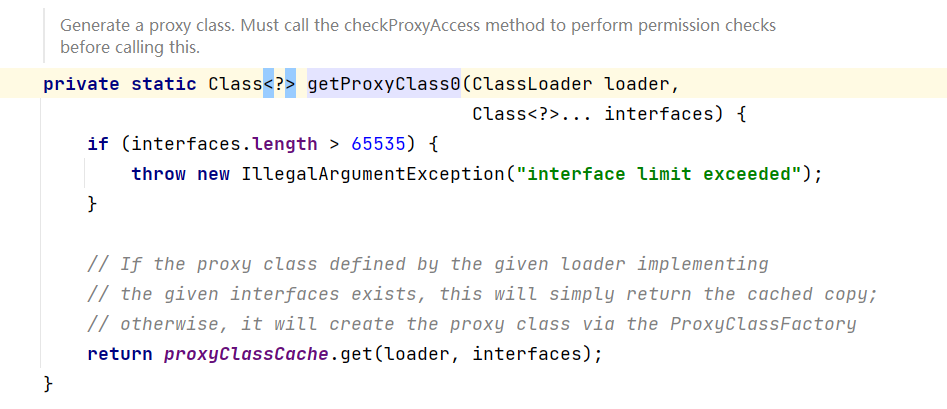 Generate a proxy class. Must call the checkProxyAccess method to perform permission checks
before calling this.
private static Class<?> getProxyClass0(ClassLoader loader,
Class<?>... interfaces) {
if (interfaces.length > 65535) {
throw new IllegalArgumentException("interface limit exceeded");
}
// If the proxy class defined by the given loader implementing
// the given interfaces exists, this will simply return the cached copy;
// otherwise, it will create the proxy class via the ProxyClassFactory
return proxyClassCache.get(loader, interfaces);
}